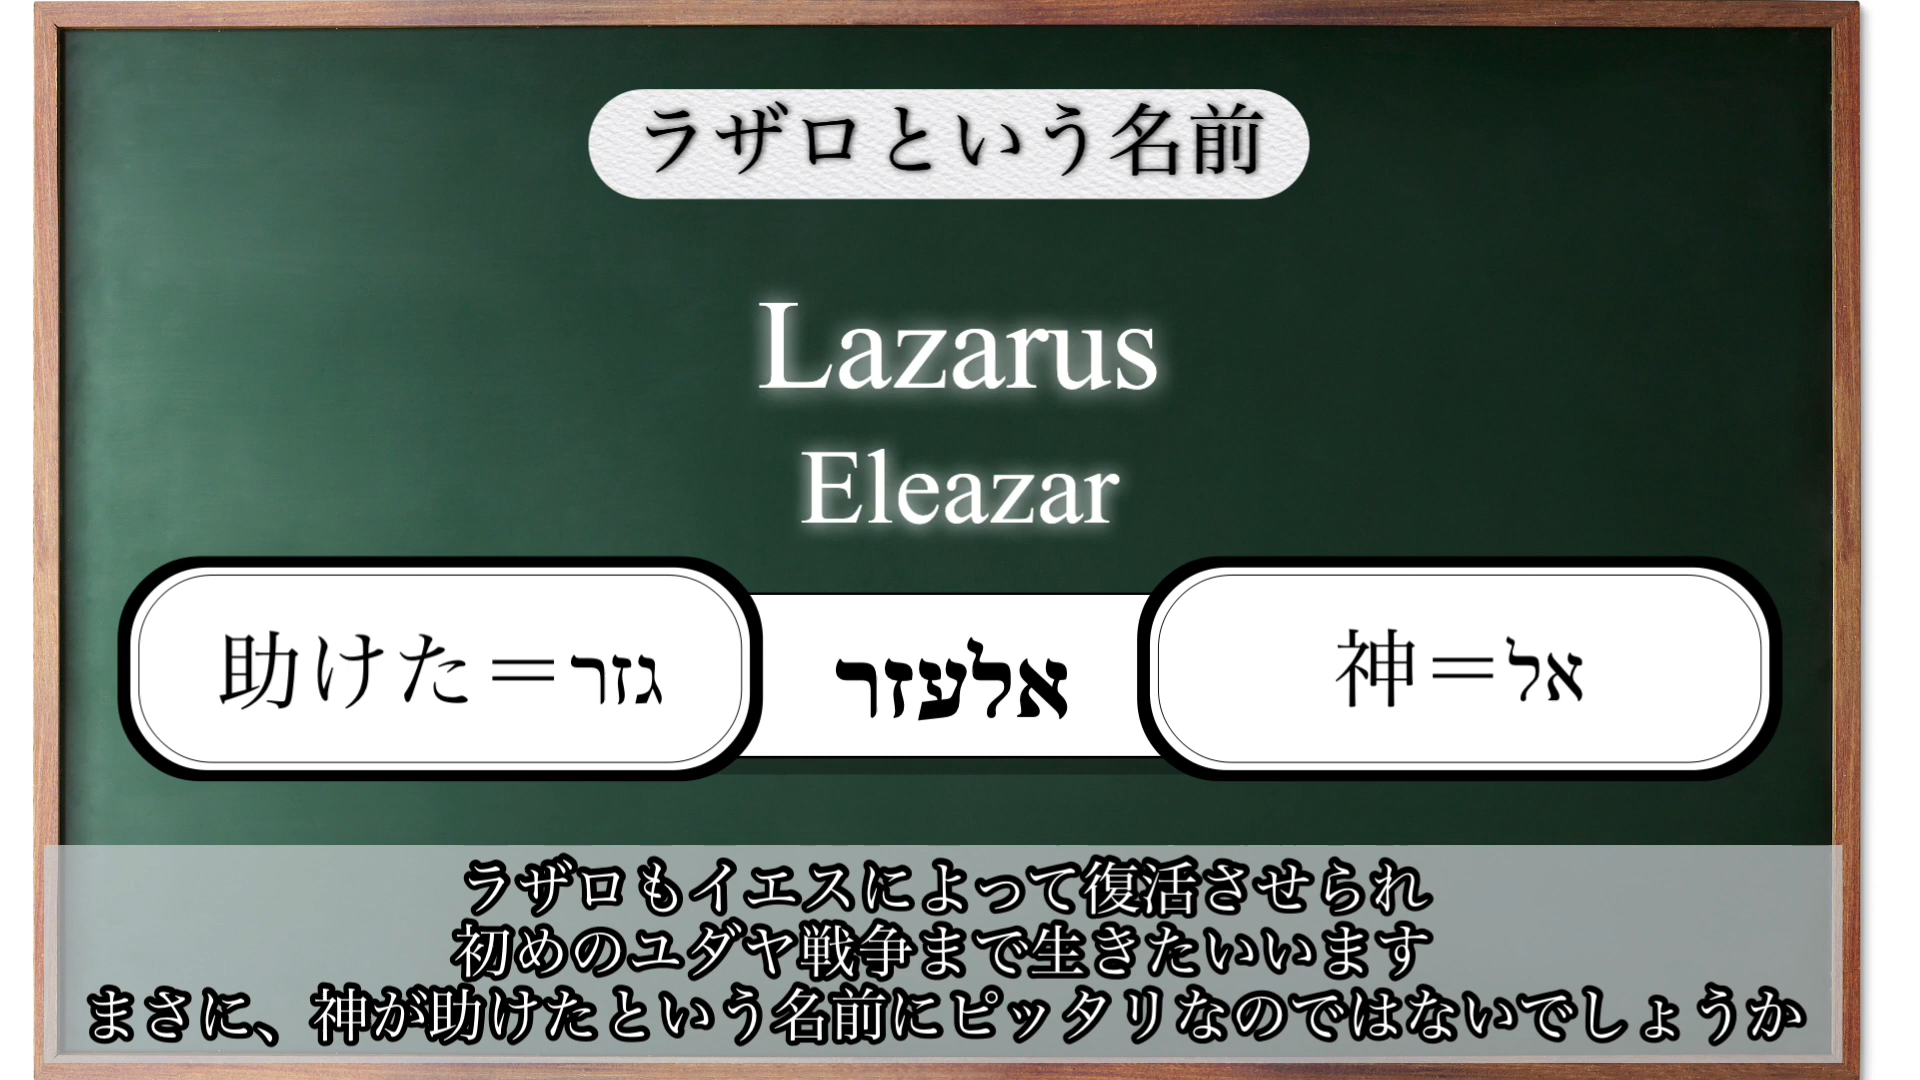 ラザロという名前
Lazarus
Eleazar
助けた＝גזר
אלעזר
神＝אל
ラザロもイエスによって復活させられ
初めのユダヤ戦争まで生きたいいます
まさに、神が助けたという名前にピッタリなのではないでしょうか